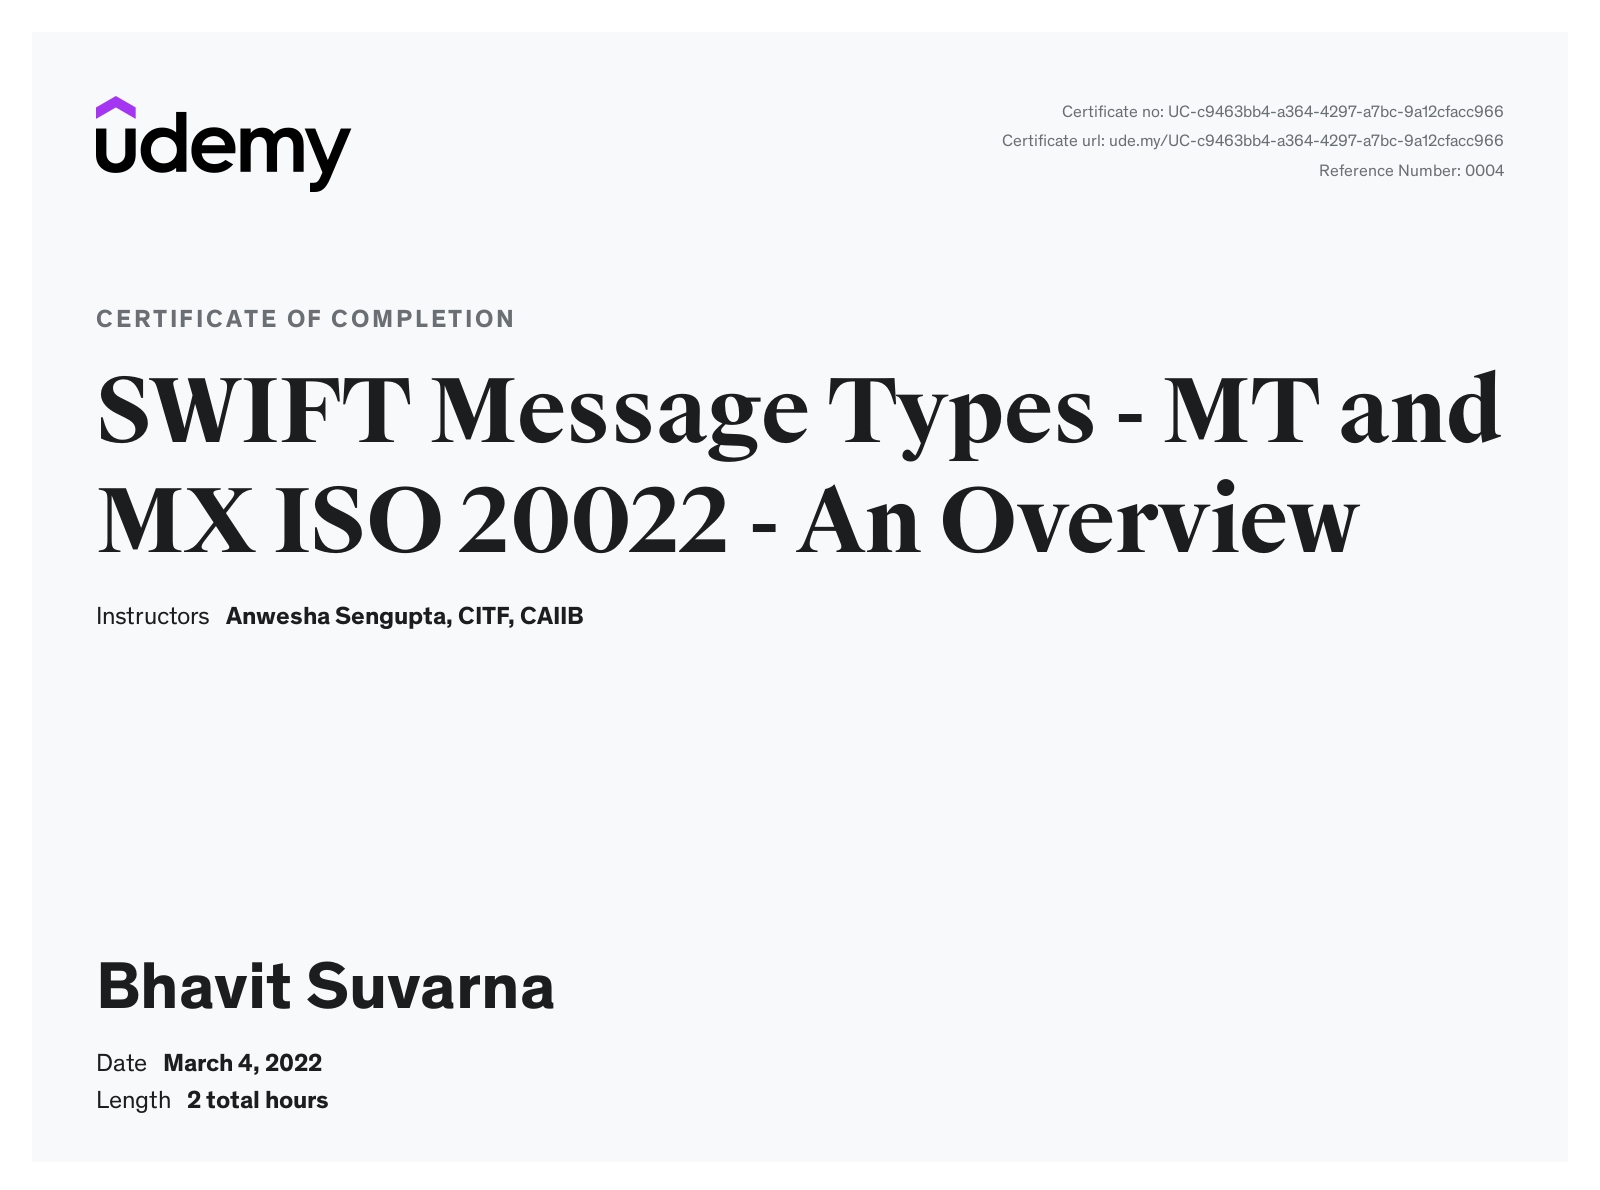 udemy
Certificate no: UC-c9463bb4-a364-4297-a7bc-9a12cfacc966
Certificate url: ude.my/UC-c9463bb4-a364-4297-a7bc-9a12cfacc966
Reference Number: 0004
CERTIFICATE OF COMPLETION
SWIFT Message Types - MT and
MX ISO 20022 - An Overview
Instructors Anwesha Sengupta, CITF, CAIIB
Bhavit Suvarna
Date March 4, 2022
Length 2 total hours